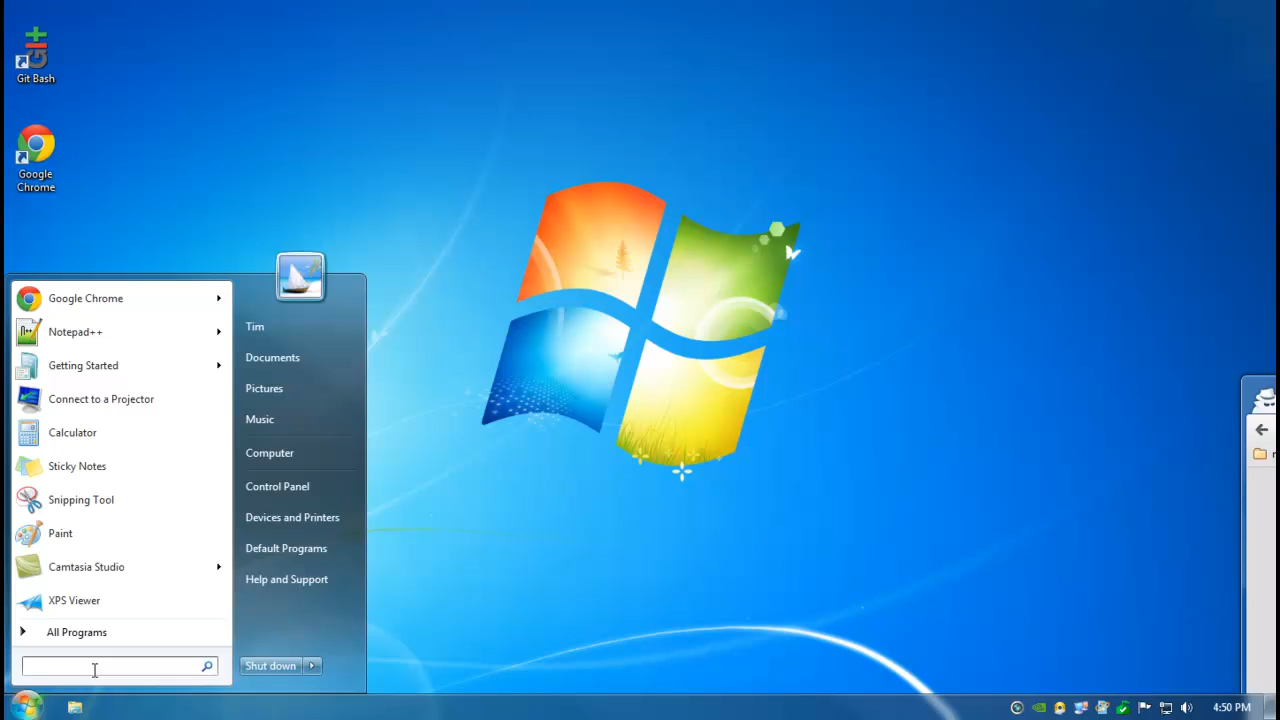 Git Bash
Google
Chrome
Google Chrome
Notepad++
Getting Started
Connect to a Projector
Calculator
Sticky Notes
Snipping Tool
Paint
Camtasia Studio
XPS Viewer
All Programs
Tim
Documents
Pictures
Music
Computer
Control Panel
Devices and Printers
Default Programs
Help and Support
Shut down
4:50 PM